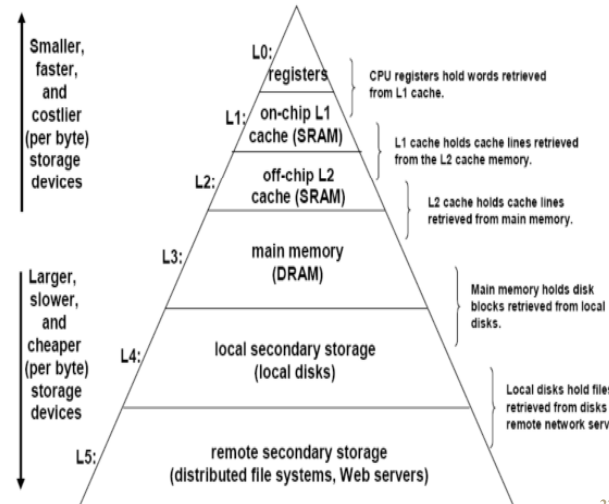 Smaller,
faster,
and
costlier
(per byte)
storage
devices
Larger,
slower,
and
cheaper
(per byte)
storage
devices
L0:
registers
CPU registers hold words retrieved
from L1 cache.
L1:
on-chip L1
cache (SRAM)
L1 cache holds cache lines retrieved
from the L2 cache memory.
L2:
off-chip L2
cache (SRAM)
L2 cache holds cache lines
retrieved from main memory.
L3:
main memory
(DRAM)
Main memory holds disk
blocks retrieved from local
disks.
L4:
local secondary storage
(local disks)
Local disks hold files
retrieved from disks
remote network serv
L5:
remote secondary storage
(distributed file systems, Web servers)